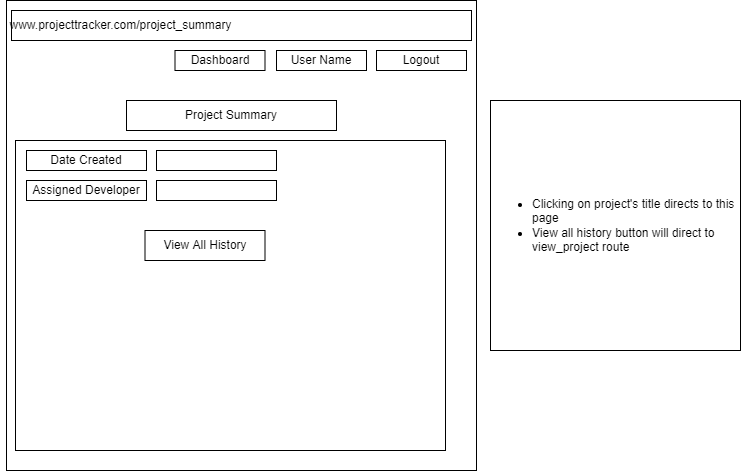 www.projecttracker.com/project_summary
Dashboard
User Name
Logout
Project Summary
Date Created
Assigned Developer
View All History
• Clicking on project's title directs to this
page
• View all history button will direct to
view_project route